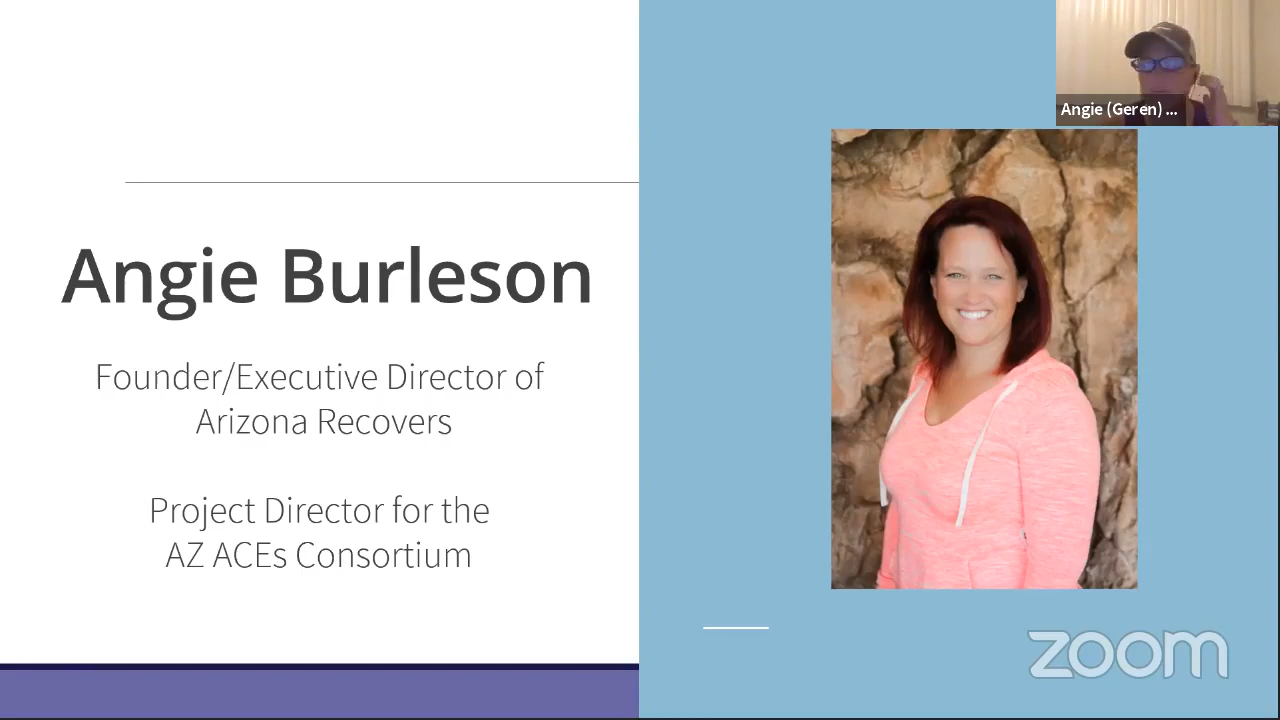 Angie (Geren) ...
Angie Burleson
Founder/Executive Director of
Arizona Recovers
Project Director for the
AZ ACEs Consortium
zoom